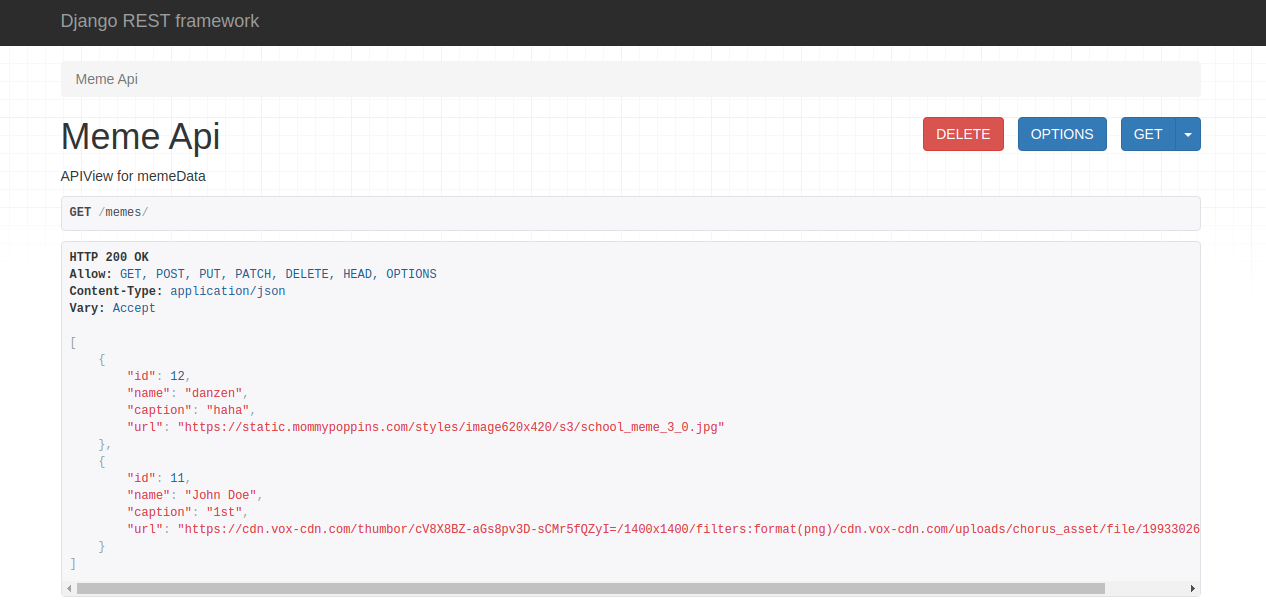 Django REST framework
Meme Api
Meme Api
DELETE
OPTIONS
GET
APIView for memeData
GET /memes/
HTTP 200 OK
Allow: GET, POST, PUT, PATCH, DELETE, HEAD, OPTIONS
Content-Type: application/json
Vary: Accept
[
    {
        "id": 12,
        "name": "danzen",
        "caption": "haha",
        "url": "https://static.mommypoppins.com/styles/image620x420/s3/school_meme_3_0.jpg"
    },
    {
        "id": 11,
        "name": "John Doe",
        "caption": "1st",
        "url": "https://cdn.vox-cdn.com/thumbor/cV8X8BZ-aGs8pv3D-sCMr5fQZyI=/1400x1400/filters:format(png)/cdn.vox-cdn.com/uploads/chorus_asset/file/19933026
    }
]